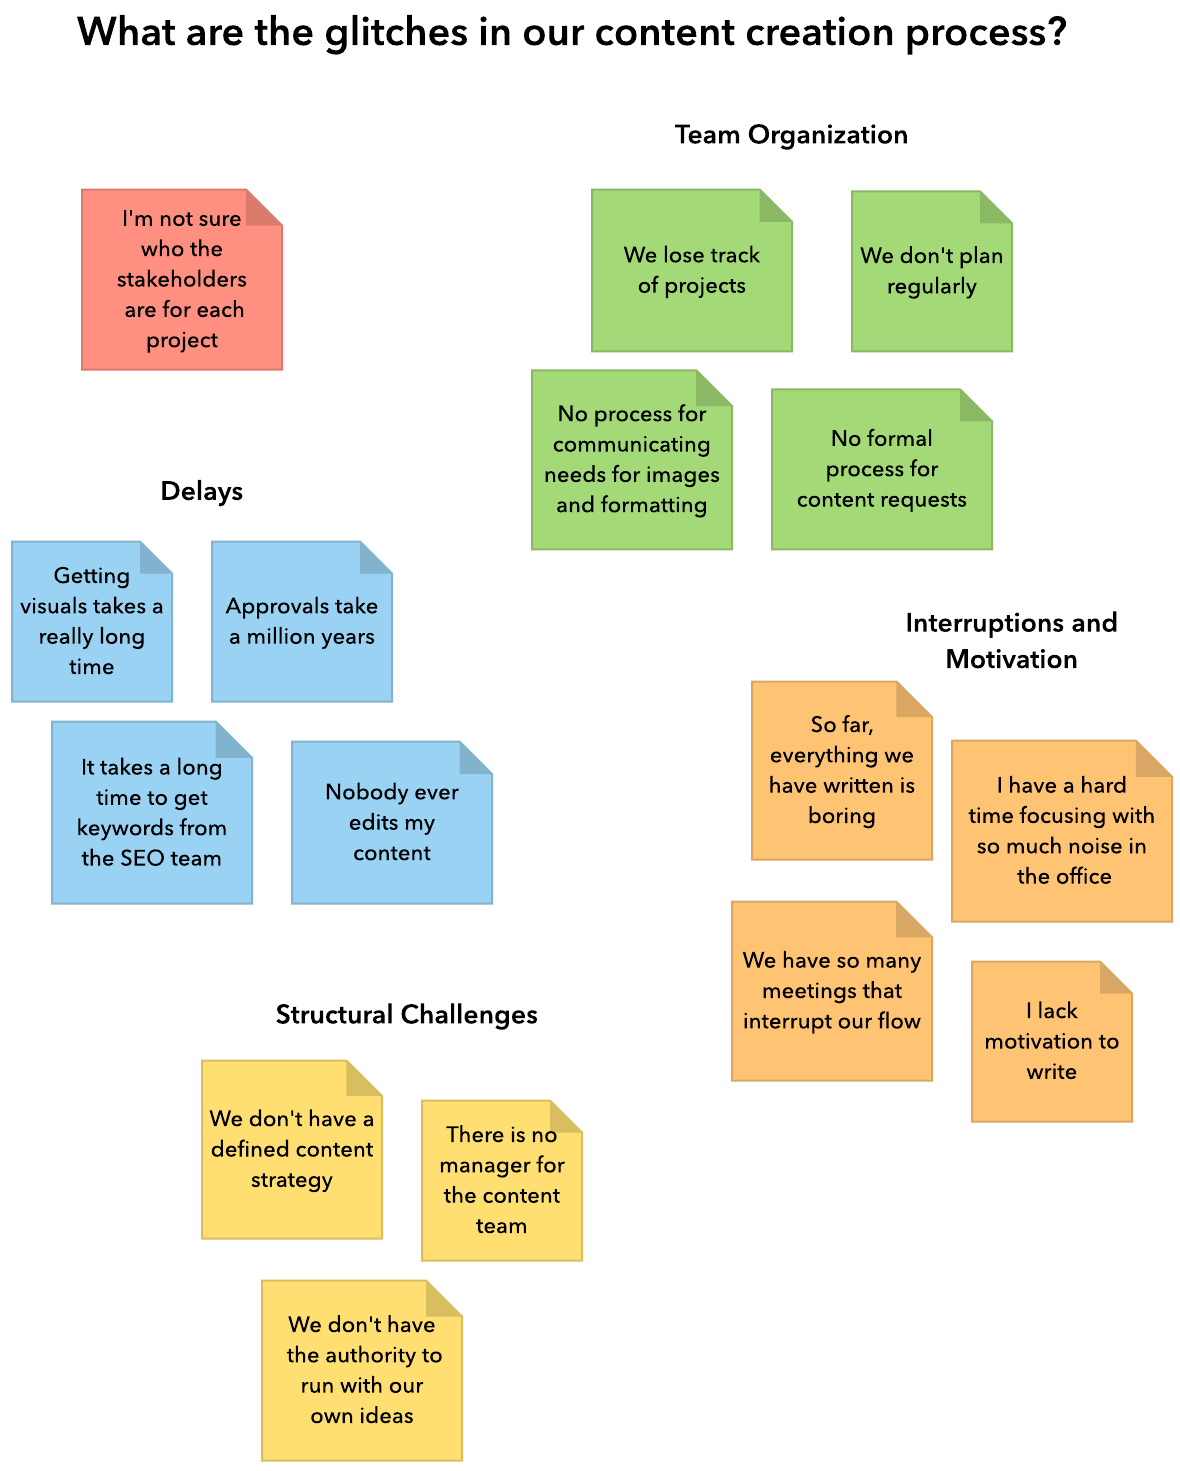 What are the glitches in our content creation process?
Team Organization
I'm not sure
who the
stakeholders
are for each
project
We lose track
of projects
We don't plan
regularly
No process for
communicating
needs for images
and formatting
No formal
process for
content requests
Delays
Getting
visuals takes a
really long
time
Approvals take
a million years
It takes a long
time to get
keywords from
the SEO team
Nobody ever
edits my
content
Interruptions and
Motivation
So far,
everything we
have written is
boring
I have a hard
time focusing with
so much noise in
the office
We have so many
meetings that
interrupt our flow
I lack
motivation to
write
Structural Challenges
We don't have a
defined content
strategy
There is no
manager for
the content
team
We don't have
the authority to
run with our
own ideas